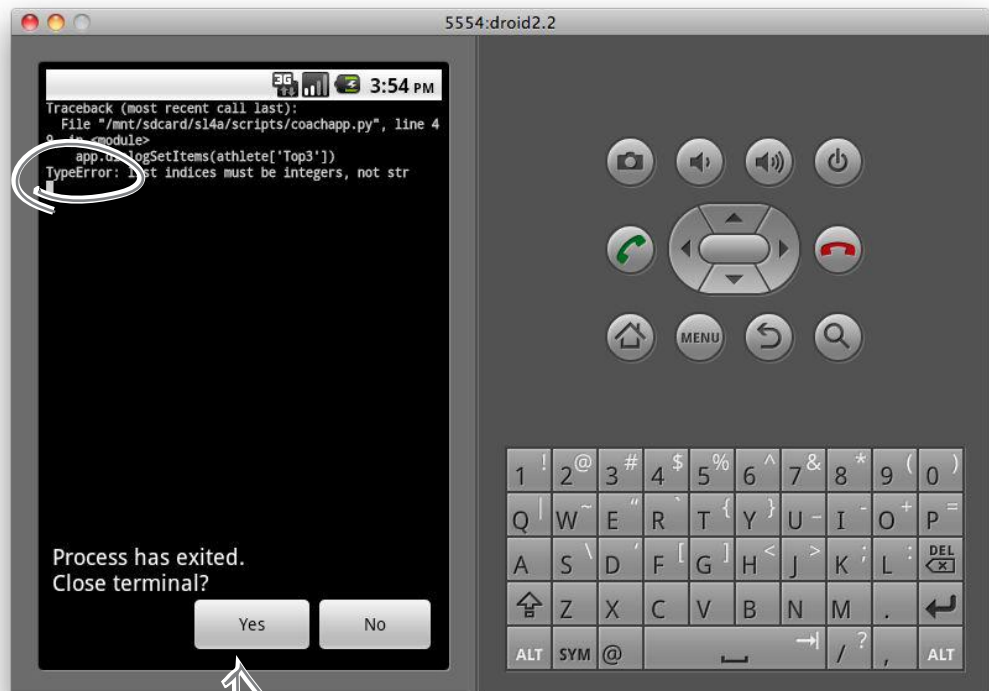 5554:droid2.2
3G 3:54 PM
Traceback (most recent call last):
File "/mnt/sdcard/sl4a/scripts/coachapp.py", line 4
9, in <module>
app.dialogSetItems(athlete['Top3'])
TypeError: list indices must be integers, not str
Process has exited.
Close terminal?
Yes No
MENU
1 ! 2 @ 3 # 4 $ 5 % 6 ^ 7 & 8 * 9 ( 0 )
Q | W ~ E " R ` T { Y } U _ I - O + P =
A S \ D ' F [ G ] H < J > K ; L : DEL
Z X C V B N M .
ALT SYM @ / ? , ALT